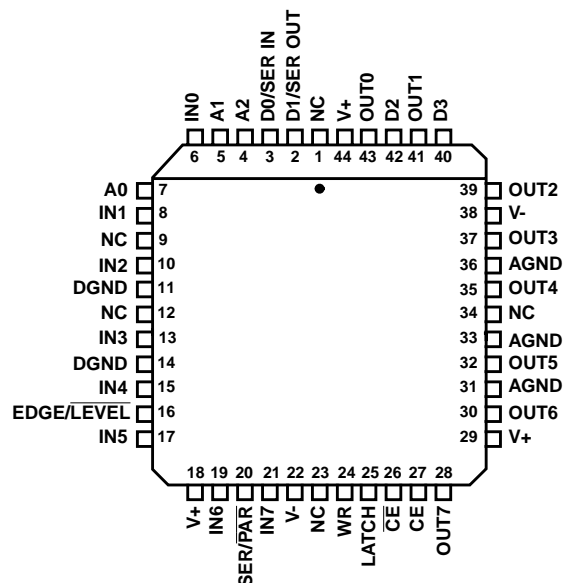 IN0
A1
A2
D0/SER IN
D1/SER OUT
NC
V+
OUT0
D2
OUT1
D3
6 5 4 3 2 1 44 43 42 41 40
A0 7
IN1 8
NC 9
IN2 10
DGND 11
NC 12
IN3 13
DGND 14
IN4 15
EDGE/LEVEL 16
IN5 17
39 OUT2
38 V-
37 OUT3
36 AGND
35 OUT4
34 NC
33 AGND
32 OUT5
31 AGND
30 OUT6
29 V+
18 19 20 21 22 23 24 25 26 27 28
V+
IN6
SER/PAR
IN7
V-
NC
WR
LATCH
CE
CE
OUT7